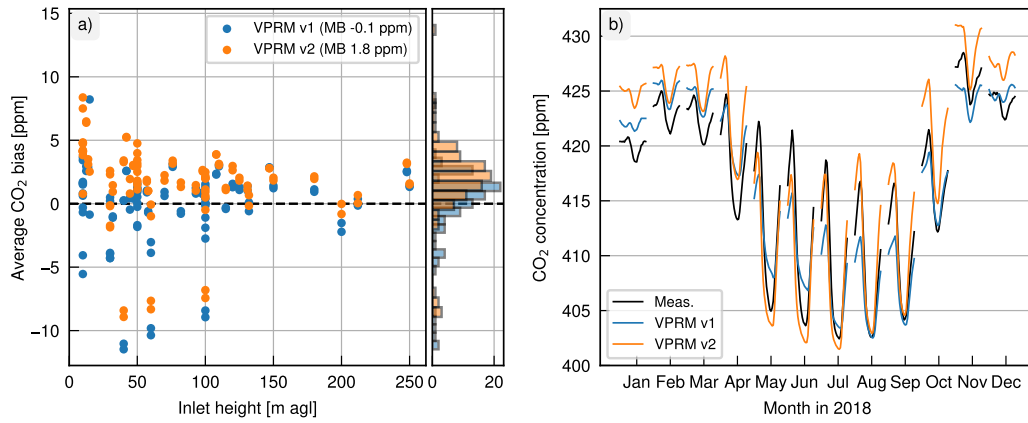 a)
VPRM v1 (MB -0.1 ppm)
VPRM v2 (MB 1.8 ppm)
15
10
5
0
−5
−10
Average CO2 bias [ppm]
0 50 100 150 200 250
0 20
Inlet height [m agl]
b)
430
425
420
415
410
405
400
CO2 concentration [ppm]
Meas.
VPRM v1
VPRM v2
Jan Feb Mar Apr May Jun Jul Aug Sep Oct Nov Dec
Month in 2018